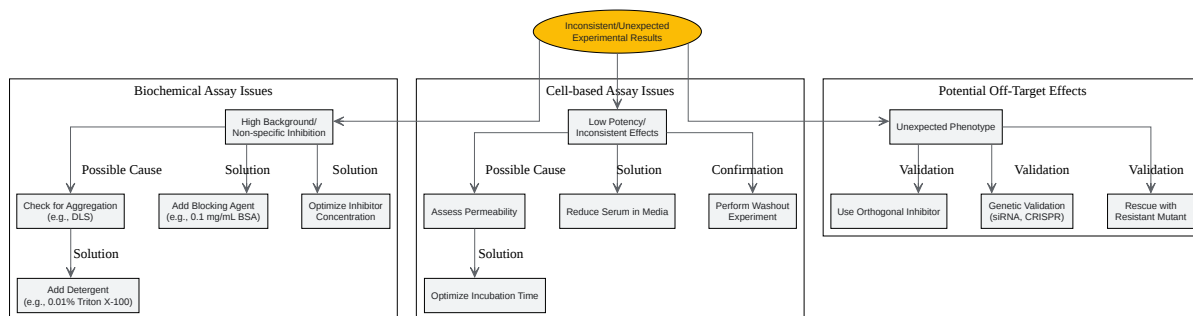 Inconsistent/Unexpected
Experimental Results
Biochemical Assay Issues
High Background/
Non-specific Inhibition
Possible Cause
Solution
Solution
Check for Aggregation
(e.g., DLS)
Add Blocking Agent
(e.g., 0.1 mg/mL BSA)
Optimize Inhibitor
Concentration
Solution
Add Detergent
(e.g., 0.01% Triton X-100)
Cell-based Assay Issues
Low Potency/
Inconsistent Effects
Possible Cause
Solution
Confirmation
Assess Permeability
Reduce Serum in Media
Perform Washout
Experiment
Solution
Optimize Incubation Time
Potential Off-Target Effects
Unexpected Phenotype
Validation
Validation
Validation
Use Orthogonal Inhibitor
Genetic Validation
(siRNA, CRISPR)
Rescue with
Resistant Mutant